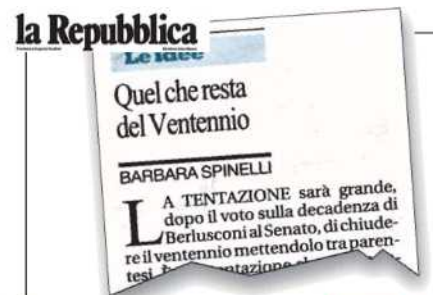 la Repubblica
Le idee
Quel che resta
del Ventennio
BARBARA SPINELLI
LA TENTAZIONE sarà grande,
dopo il voto sulla decadenza di
Berlusconi al Senato, di chiude-
re il ventennio mettendolo tra paren-
tesi